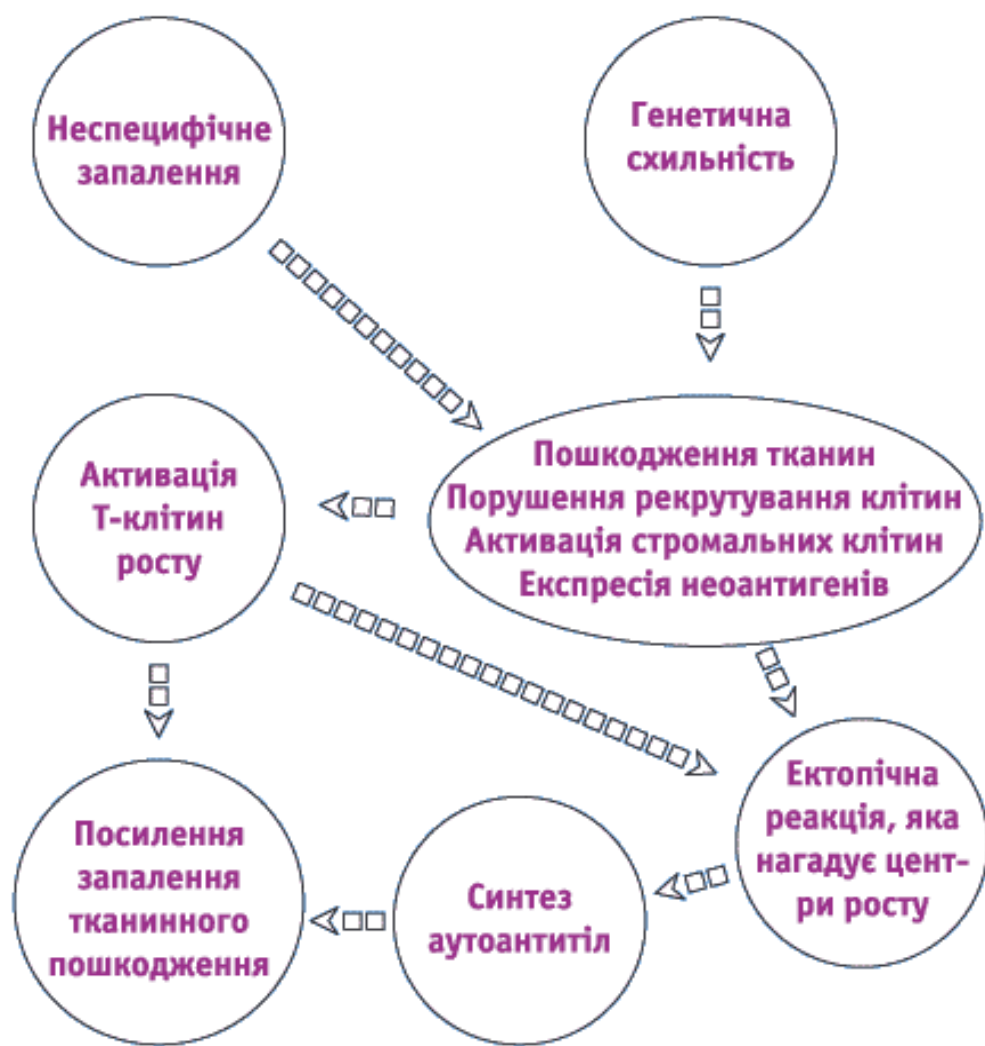 Неспецифічне
запалення
Генетична
схильність
Активація
Т-клітин
росту
Пошкодження тканин
Порушення рекрутування клітин
Активація стромальних клітин
Експресія неоантигенів
Посилення
запалення
тканинного
пошкодження
Синтез
аутоантитіл
Ектопічна
реакція, яка
нагадує цент-
ри росту